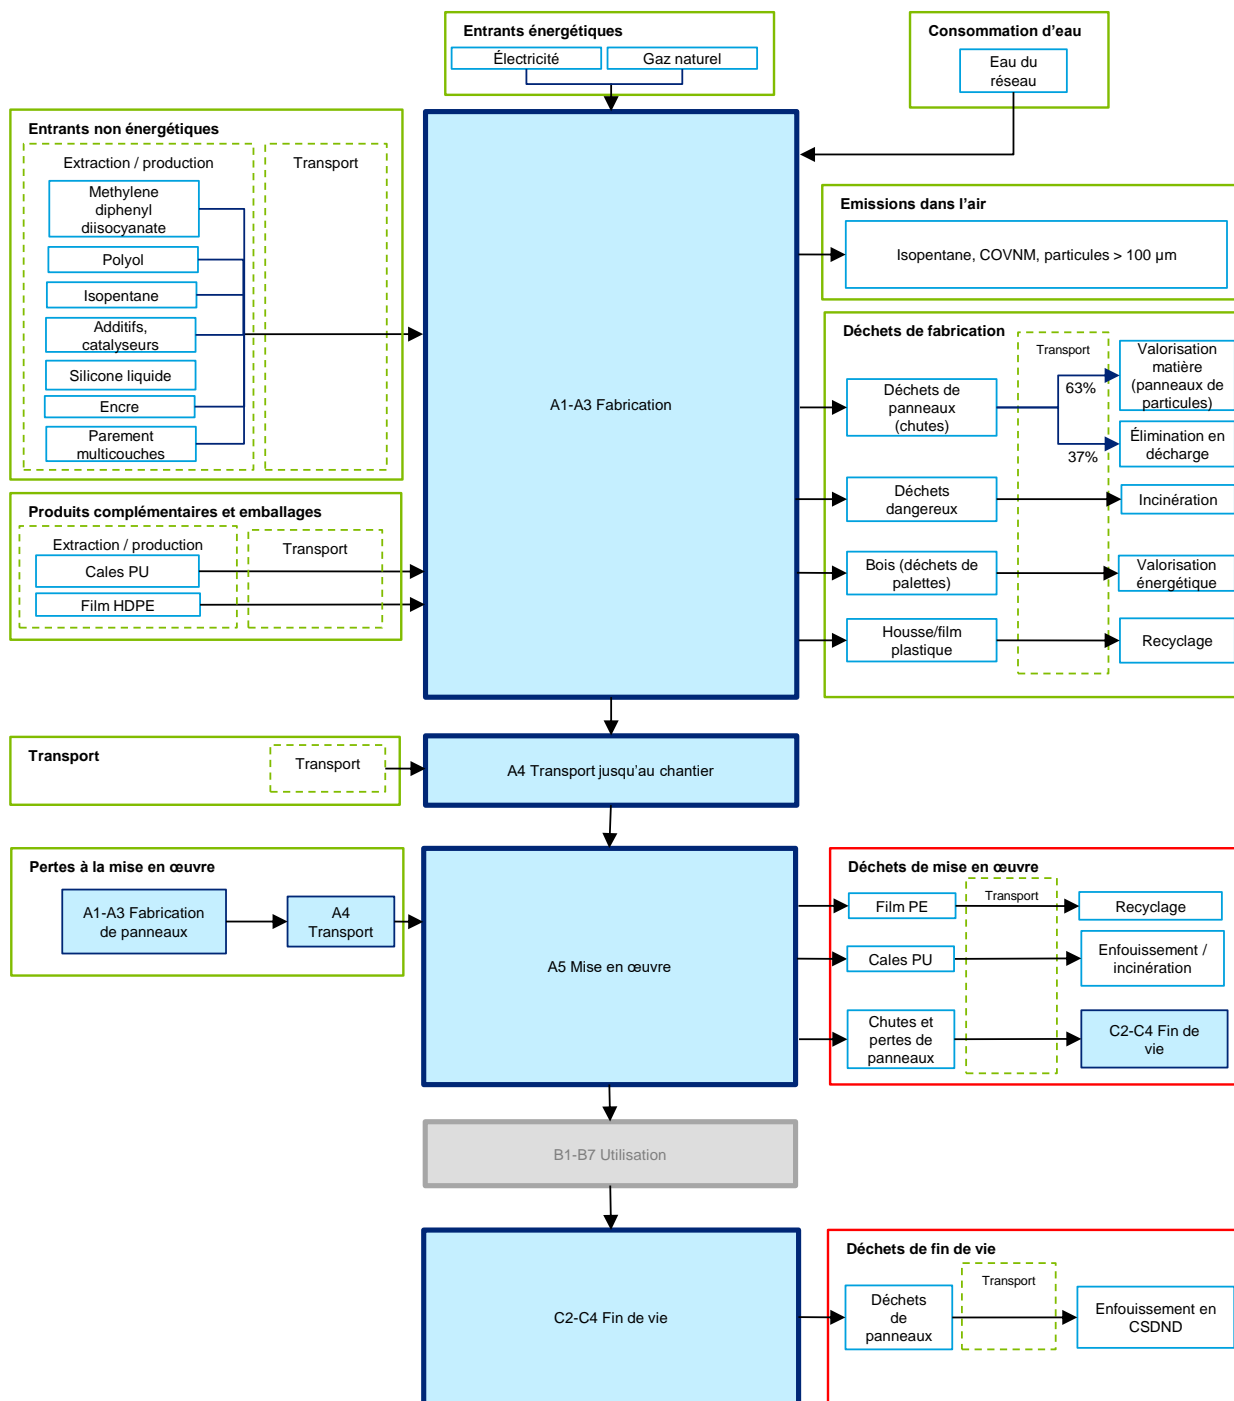 Entrants énergétiques
Électricité
Gaz naturel
Consommation d'eau
Eau du
réseau
Entrants non énergétiques
Extraction / production
Transport
Methylene
diphenyl
diisocyanate
Polyol
Isopentane
Additifs,
catalyseurs
Silicone liquide
Encre
Parement
multicouches
A1-A3 Fabrication
Emissions dans l'air
Isopentane, COVNM, particules > 100 µm
Déchets de fabrication
Transport
Déchets de
panneaux
(chutes)
63%
37%
Valorisation
matière
(panneaux de
particules)
Élimination en
décharge
Déchets
dangereux
Incinération
Bois (déchets de
palettes)
Valorisation
énergétique
Housse/film
plastique
Recyclage
Produits complémentaires et emballages
Extraction / production
Transport
Cales PU
Film HDPE
Transport
Transport
A4 Transport jusqu'au chantier
Pertes à la mise en œuvre
A1-A3 Fabrication
de panneaux
A4
Transport
A5 Mise en œuvre
Déchets de mise en œuvre
Transport
Film PE
Recyclage
Cales PU
Enfouissement /
incinération
Chutes et
pertes de
panneaux
C2-C4 Fin de
vie
B1-B7 Utilisation
C2-C4 Fin de vie
Déchets de fin de vie
Transport
Déchets
de
panneaux
Enfouissement en
CSDND